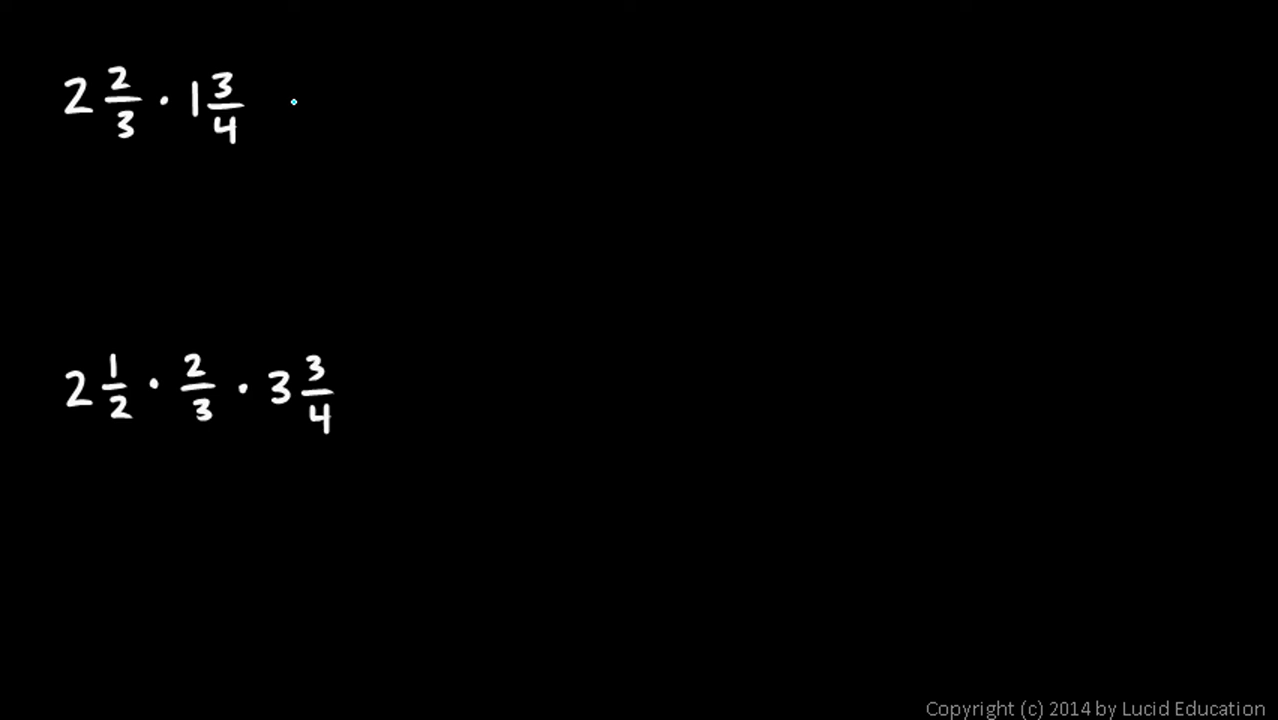 2 2/3 · 1 3/4
2 1/2 · 2/3 · 3 3/4
Copyright (c) 2014 by Lucid Education